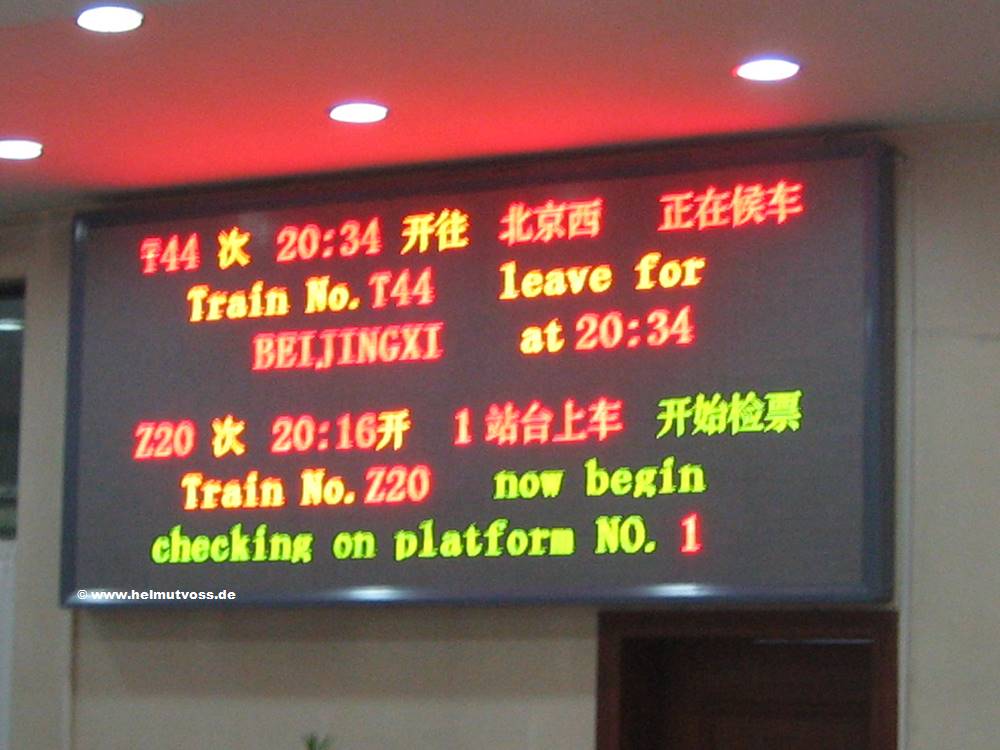 T44 次 20:34 开往 北京西 正在候车
Train No. T44 leave for
BEIJINGXI at 20:34
Z20 次 20:16开 1 站台上车 开始检票
Train No. Z20 now begin
checking on platform NO. 1
© www.helmutvoss.de